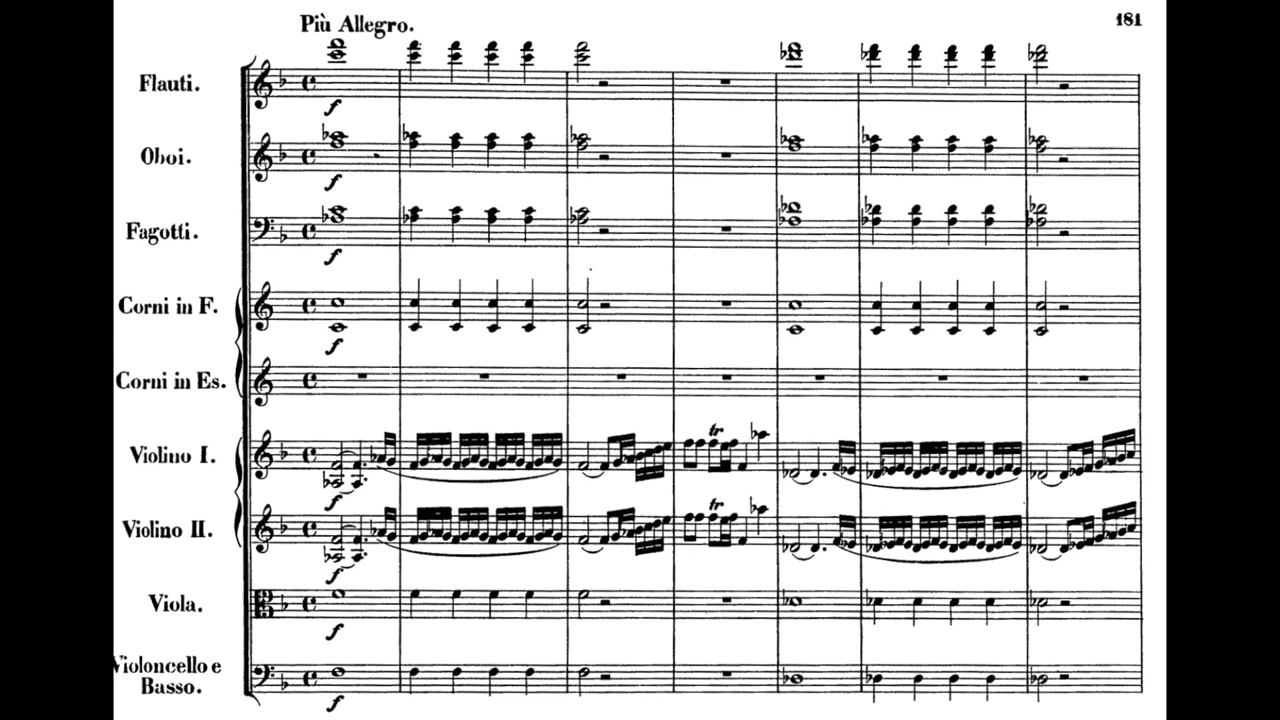 Più Allegro.
181
Flauti.
f
Oboi.
f
Fagotti.
f
Corni in F.
f
Corni in Es.
tr
Violino I.
f
tr
Violino II.
f
Viola.
f
Violoncello e
Basso.
f